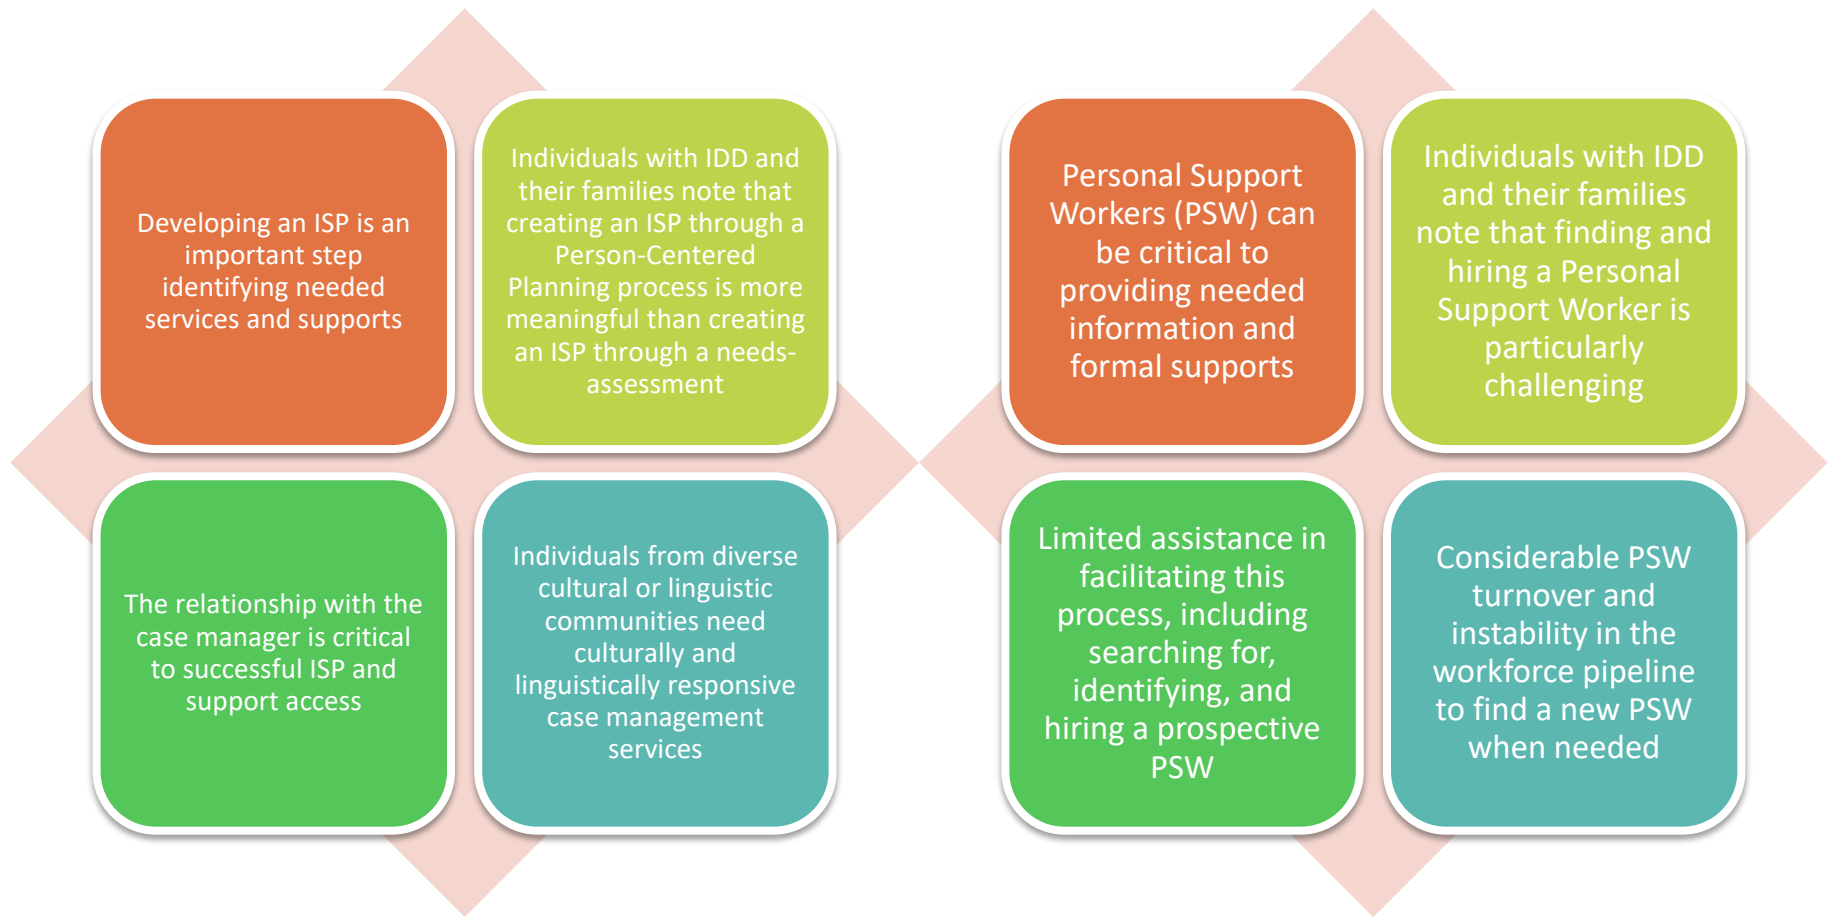 Developing an ISP is an
important step
identifying needed
services and supports
Individuals with IDD and
their families note that
creating an ISP through a
Person-Centered
Planning process is more
meaningful than creating
an ISP through a needs-
assessment
The relationship with the
case manager is critical
to successful ISP and
support access
Individuals from diverse
cultural or linguistic
communities need
culturally and
linguistically responsive
case management
services
Personal Support
Workers (PSW) can
be critical to
providing needed
information and
formal supports
Individuals with IDD
and their families
note that finding and
hiring a Personal
Support Worker is
particularly
challenging
Limited assistance in
facilitating this
process, including
searching for,
identifying, and
hiring a prospective
PSW
Considerable PSW
turnover and
instability in the
workforce pipeline
to find a new PSW
when needed